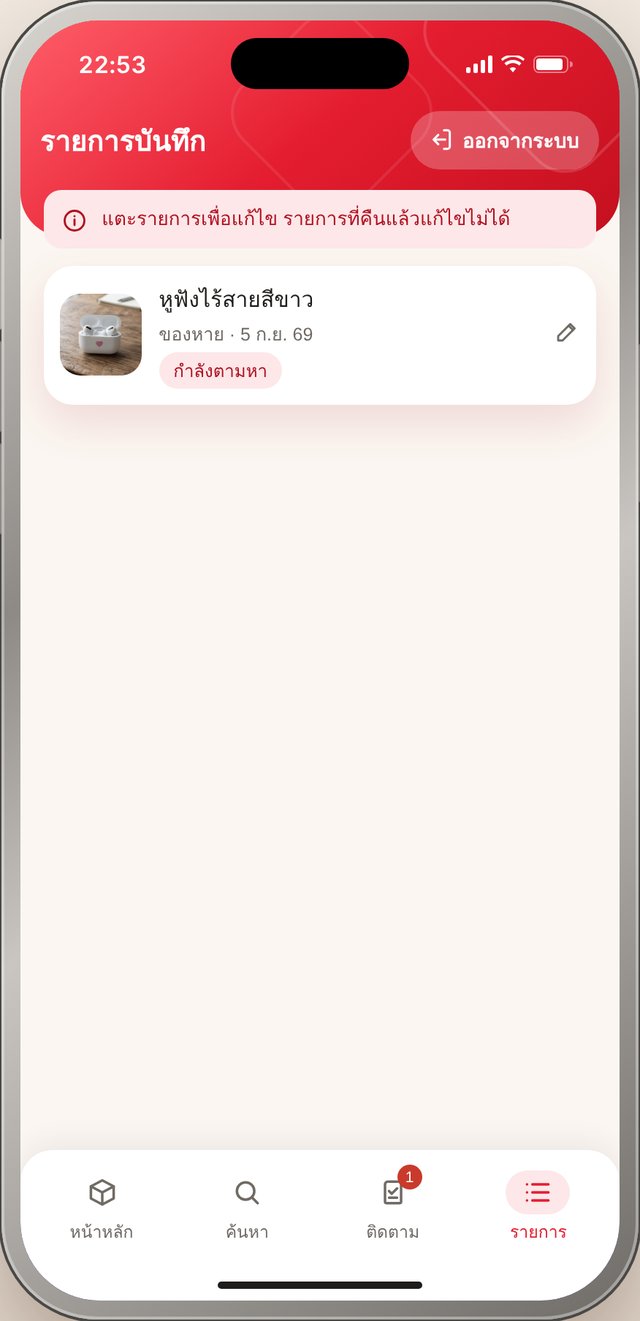 22:53
รายการบันทึก
ออกจากระบบ
แตะรายการเพื่อแก้ไข รายการที่คืนแล้วแก้ไขไม่ได้
หูฟังไร้สายสีขาว
ของหาย · 5 ก.ย. 69
กำลังตามหา
1
หน้าหลัก
ค้นหา
ติดตาม
รายการ